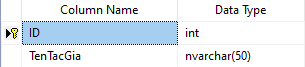 Column Name Data Type
ID int
TenTacGia nvarchar(50)